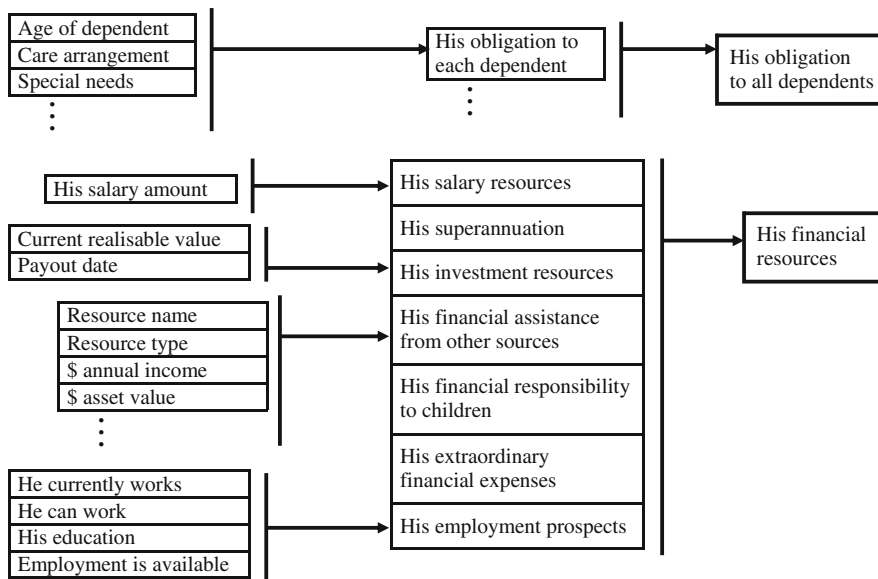 Age of dependent
Care arrangement
Special needs
His obligation to
each dependent
His obligation
to all dependents
His salary amount
Current realisable value
Payout date
Resource name
Resource type
$ annual income
$ asset value
He currently works
He can work
His education
Employment is available
His salary resources
His superannuation
His investment resources
His financial assistance
from other sources
His financial responsibility
to children
His extraordinary
financial expenses
His employment prospects
His financial
resources